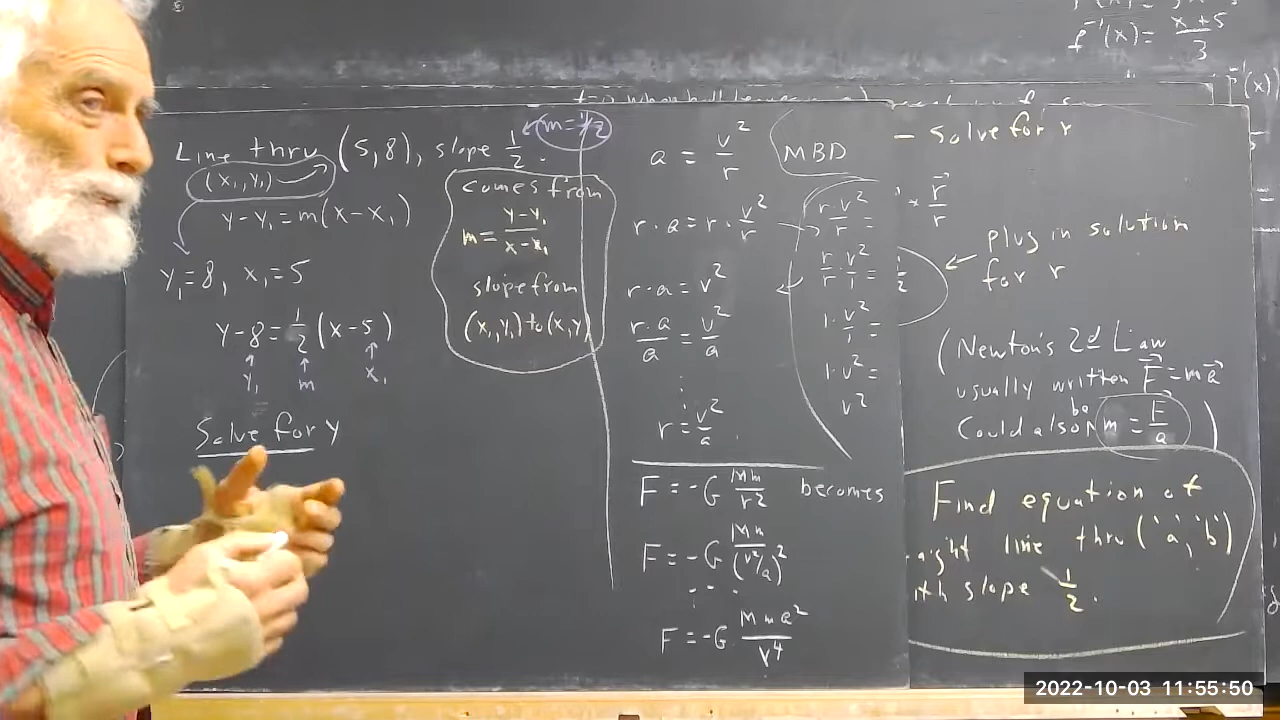 f⁻¹(x) = (x+5)/3
⁻¹(x)
Line thru (5,8), slope 1/2.
m=1/2
(x₁,y₁)
y-y₁=m(x-x₁)
y₁=8, x₁=5
y-8=1/2(x-5)
y₁ m x₁
Solve for y
comes from
m=(y-y₁)/(x-x₁)
slope from
(x₁,y₁) to (x,y)
a = v²/r
r·a=r·v²/r
r·a=v²
r·a/a=v²/a
⋮
r=v²/a
F=-G Mm/r² becomes
F=-G Mm/(v²/a)²
...
F=-G Mma²/v⁴
MBD
r·v²/r=
r/r·v²/1=
1·v²/1=
1·v²=
v²
- solve for r
× r⃗/r
plug in solution
for r
(Newton's 2d Law
usually written F⃗=ma⃗
Could also be m=F/a)
Find equation of
aight line thru ('a','b')
ith slope 1/2.
2022-10-03 11:55:50